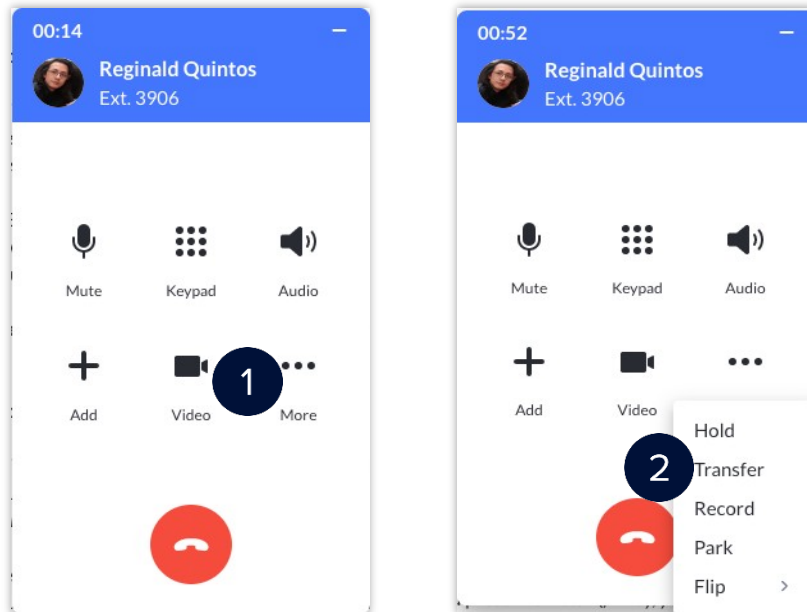 00:14
Reginald Quintos
Ext. 3906
Mute Keypad Audio
1
Add Video More
00:52
Reginald Quintos
Ext. 3906
Mute Keypad Audio
Add Video
Hold
2
Transfer
Record
Park
Flip